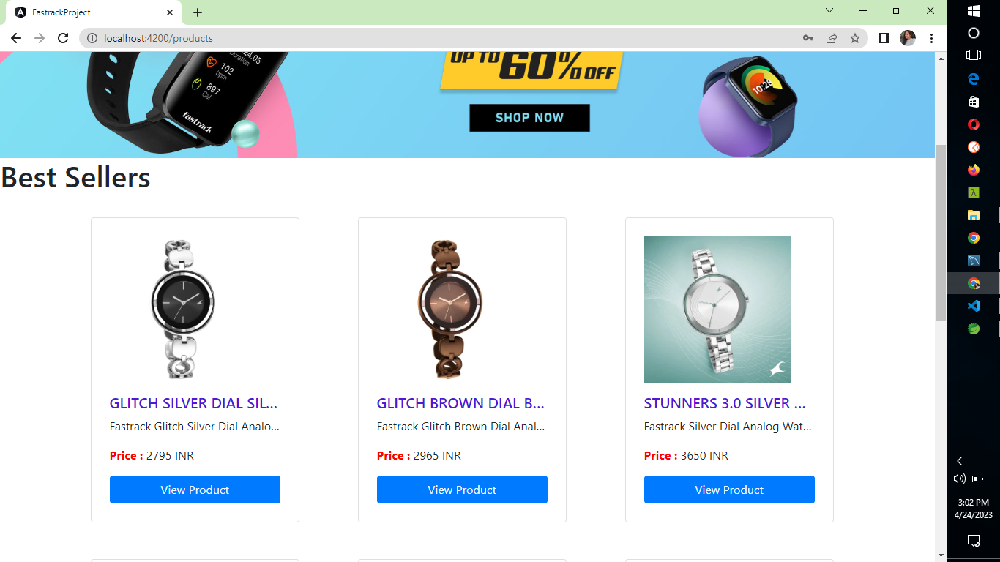 FastrackProject
localhost:4200/products
24:05
Duration
102
bpm
897
Cal
fastrack
UP TO 60% OFF
SHOP NOW
10:28
Best Sellers
GLITCH SILVER DIAL SIL...
Fastrack Glitch Silver Dial Analo...
Price : 2795 INR
View Product
GLITCH BROWN DIAL B...
Fastrack Glitch Brown Dial Anal...
Price : 2965 INR
View Product
STUNNERS 3.0 SILVER ...
Fastrack Silver Dial Analog Wat...
Price : 3650 INR
View Product
3:02 PM
4/24/2023